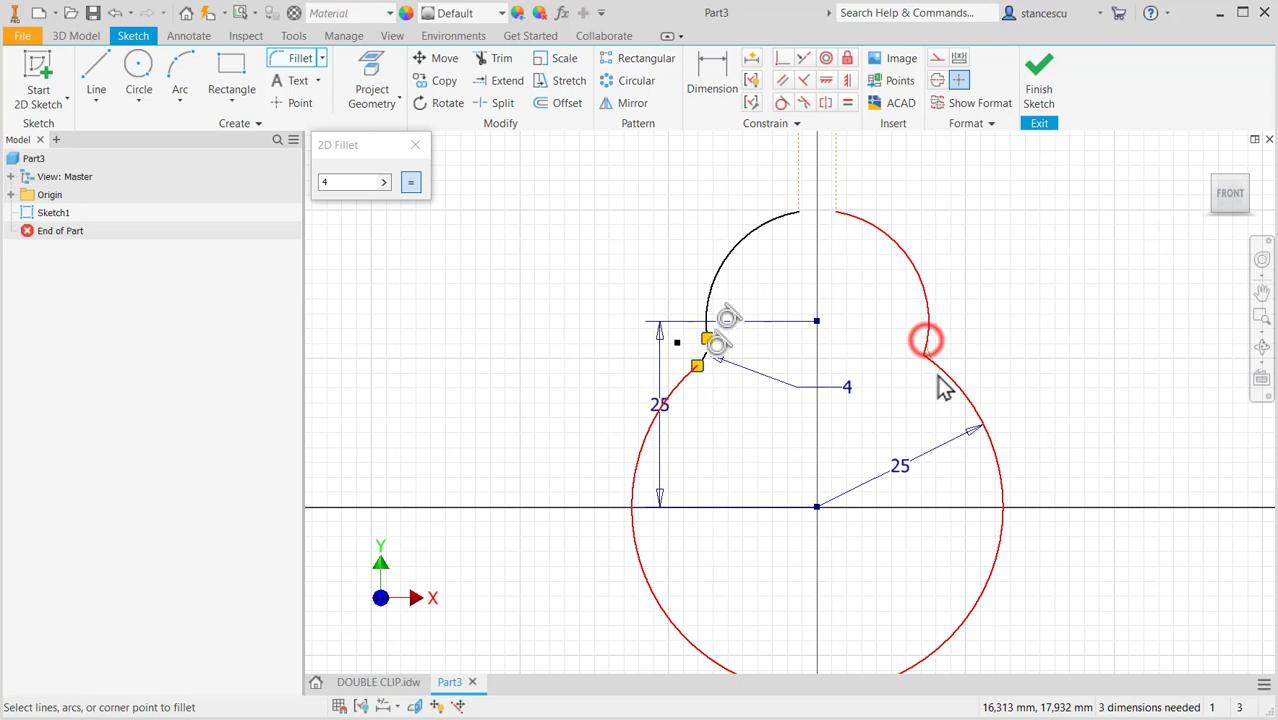 PRO
Material
Default
Part3
Search Help & Commands...
stancescu
File 3D Model Sketch Annotate Inspect Tools Manage View Environments Get Started Collaborate
Start
2D Sketch
Line
Circle
Arc
Rectangle
Fillet
Text
Point
Project
Geometry
Move
Copy
Rotate
Trim
Extend
Split
Scale
Stretch
Offset
Rectangular
Circular
Mirror
Dimension
Image
Points
ACAD
Show Format
Finish
Sketch
Sketch
Create
Modify
Pattern
Constrain
Insert
Format
Exit
Model
Part3
View: Master
Origin
Sketch1
End of Part
2D Fillet
4
=
FRONT
4
25
25
Y
X
DOUBLE CLIP.idw
Part3
Select lines, arcs, or corner point to fillet
16,313 mm, 17,932 mm 3 dimensions needed 1 3